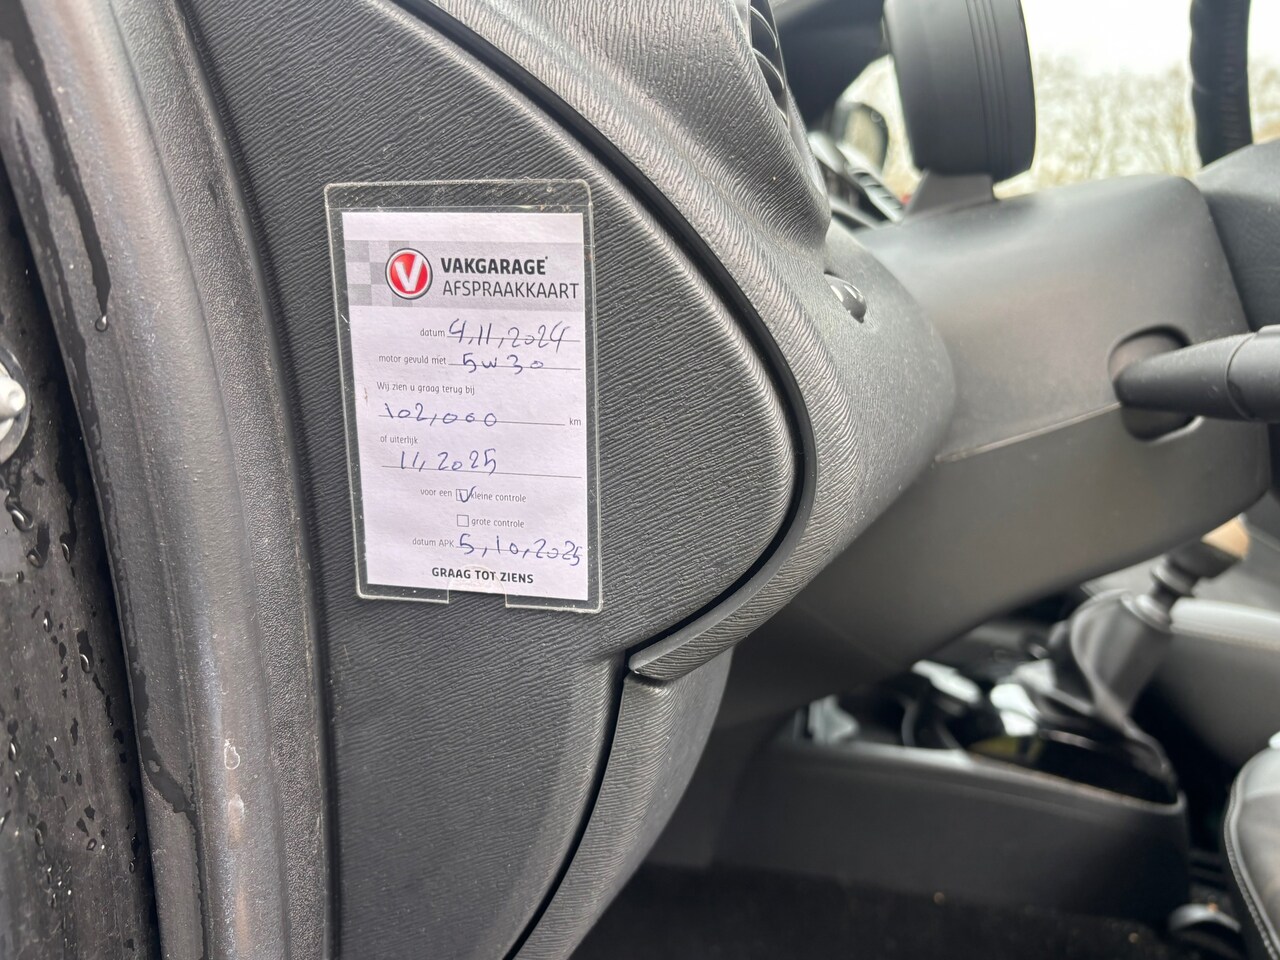 V VAKGARAGE
AFSPRAAKKAART
datum 4,11,2024
motor gevuld met 5w30
Wij zien u graag terug bij
102,000 km
of uiterlijk
11,2025
voor een V kleine controle
grote controle
datum APK 5,10,2025
GRAAG TOT ZIENS